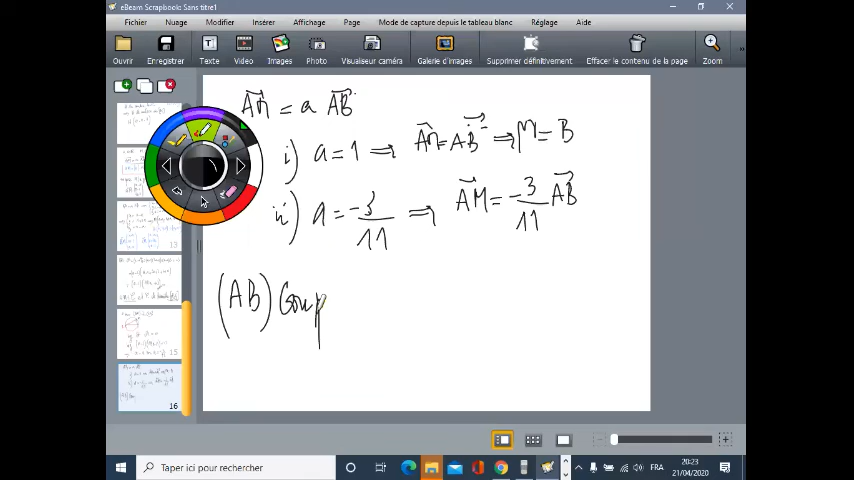 eBeam Scrapbook: Sans titre1
Fichier Nuage Modifier Insérer Affichage Page Mode de capture depuis le tableau blanc Réglage Aide
Ouvrir Enregistrer Texte Video Images Photo Visualiseur caméra Galerie d'images Supprimer définitivement Effacer le contenu de la page Zoom
AM = a AB
i) a = 1 ⇒ AM = AB ⇒ M = B
ii) a = -3/11 ⇒ AM = -3/11 AB
(AB) Coup
13
15
16
Taper ici pour rechercher
FRA
20:23
21/04/2020